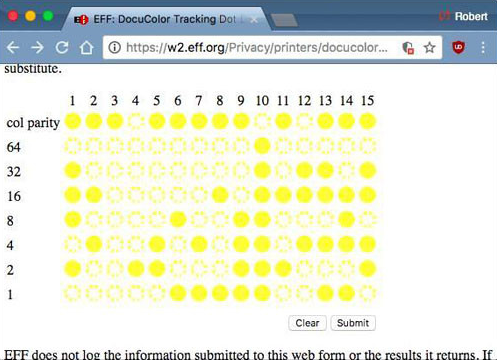 EFF: DocuColor Tracking Dot
Robert
https://w2.eff.org/Privacy/printers/docucolor...
substitute.
1 2 3 4 5 6 7 8 9 10 11 12 13 14 15
col parity
64
32
16
8
4
2
1
Clear Submit
EFF does not log the information submitted to this web form or the results it returns. If